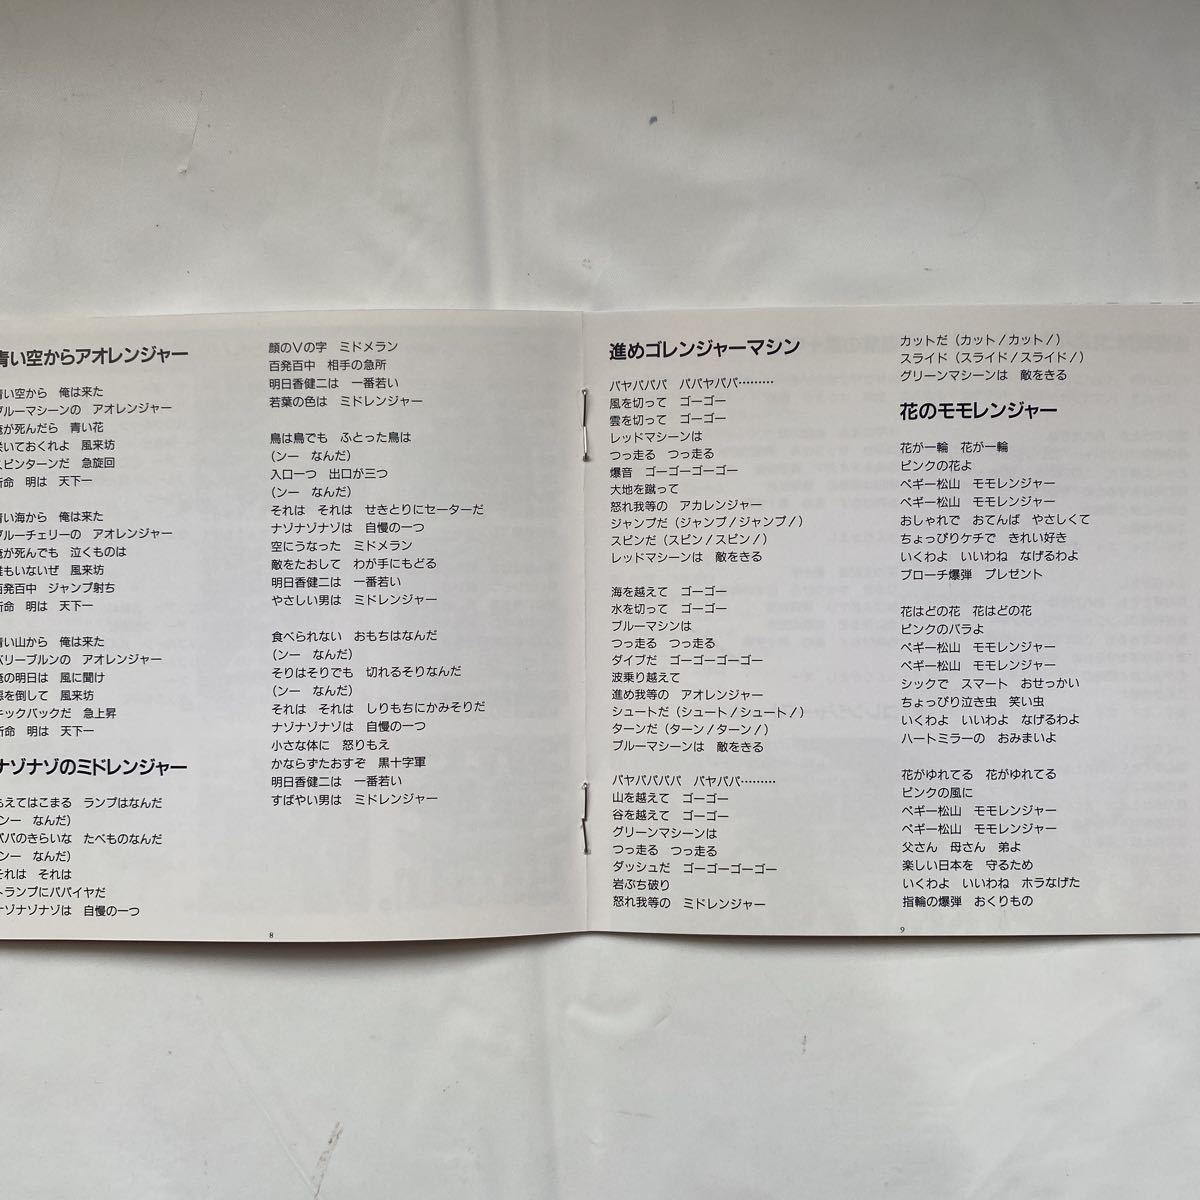 青い空からアオレンジャー
青い空から　俺は来た
ブルーマシーンの　アオレンジャー
俺が死んだら　青い花
いておくれよ　風来坊
スピンターンだ　急旋回
命　明は　天下一
青い海から　俺は来た
ブルーチェリーの　アオレンジャー
俺が死んでも　泣くものは
誰もいないぜ　風来坊
百発百中　ジャンプ射ち
命　明は　天下一
青い山から　俺は来た
バリーブルンの　アオレンジャー
俺の明日は　風に聞け
を倒して　風来坊
キックバックだ　急上昇
命　明は　天下一
ナゾナゾのミドレンジャー
もえてはこまる　ランプはなんだ
（ンー　なんだ）
パパのきらいな　たべものなんだ
（ンー　なんだ）
それは　それは
トランプにパパイヤだ
ナゾナゾナゾは　自慢の一つ
顔のVの字　ミドメラン
百発百中　相手の急所
明日香健二は　一番若い
若葉の色は　ミドレンジャー
鳥は鳥でも　ふとった鳥は
（ンー　なんだ）
入口一つ　出口が三つ
（ンー　なんだ）
それは　それは　せきとりにセーターだ
ナゾナゾナゾは　自慢の一つ
空にうなった　ミドメラン
敵をたおして　わが手にもどる
明日香健二は　一番若い
やさしい男は　ミドレンジャー
食べられない　おもちはなんだ
（ンー　なんだ）
そりはそりでも　切れるそりなんだ
（ンー　なんだ）
それは　それは　しりもちにかみそりだ
ナゾナゾナゾは　自慢の一つ
小さな体に　怒りもえ
かならずたおすぞ　黒十字軍
明日香健二は　一番若い
すばやい男は　ミドレンジャー
8
進めゴレンジャーマシン
バヤバババ　ババヤババ………
風を切って　ゴーゴー
雲を切って　ゴーゴー
レッドマシーンは
つっ走る　つっ走る
爆音　ゴーゴーゴーゴー
大地を蹴って
怒れ我等の　アカレンジャー
ジャンプだ（ジャンプ/ジャンプ/）
スピンだ（スピン/スピン/）
レッドマシーンは　敵をきる
海を越えて　ゴーゴー
水を切って　ゴーゴー
ブルーマシンは
つっ走る　つっ走る
ダイブだ　ゴーゴーゴーゴー
波乗り越えて
進め我等の　アオレンジャー
シュートだ（シュート/シュート/）
ターンだ（ターン/ターン/）
ブルーマシーンは　敵をきる
バヤババババ　バヤババ………
山を越えて　ゴーゴー
谷を越えて　ゴーゴー
グリーンマシーンは
つっ走る　つっ走る
ダッシュだ　ゴーゴーゴーゴー
岩ぶち破り
怒れ我等の　ミドレンジャー
カットだ（カット/カット/）
スライド（スライド/スライド/）
グリーンマシーンは　敵をきる
花のモモレンジャー
花が一輪　花が一輪
ピンクの花よ
ペギー松山　モモレンジャー
ペギー松山　モモレンジャー
おしゃれで　おてんば　やさしくて
ちょっぴりケチで　きれい好き
いくわよ　いいわね　なげるわよ
ブローチ爆弾　プレゼント
花はどの花　花はどの花
ピンクのバラよ
ペギー松山　モモレンジャー
ペギー松山　モモレンジャー
シックで　スマート　おせっかい
ちょっぴり泣き虫　笑い虫
いくわよ　いいわよ　なげるわよ
ハートミラーの　おみまいよ
花がゆれてる　花がゆれてる
ピンクの風に
ペギー松山　モモレンジャー
ペギー松山　モモレンジャー
父さん　母さん　弟よ
楽しい日本を　守るため
いくわよ　いいわね　ホラなげた
指輪の爆弾　おくりもの
9